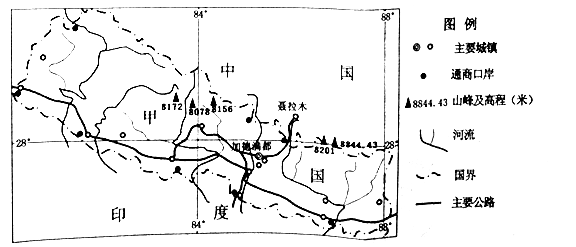 84°
88°
图例
中 国
主要城镇
聂拉木
通商口岸
甲
8172
8078
8156
8844.43 山峰及高程（米）
28°
加德满都
28°
8201
8844.43
河流
国
国界
印 度
主要公路
84°
88°